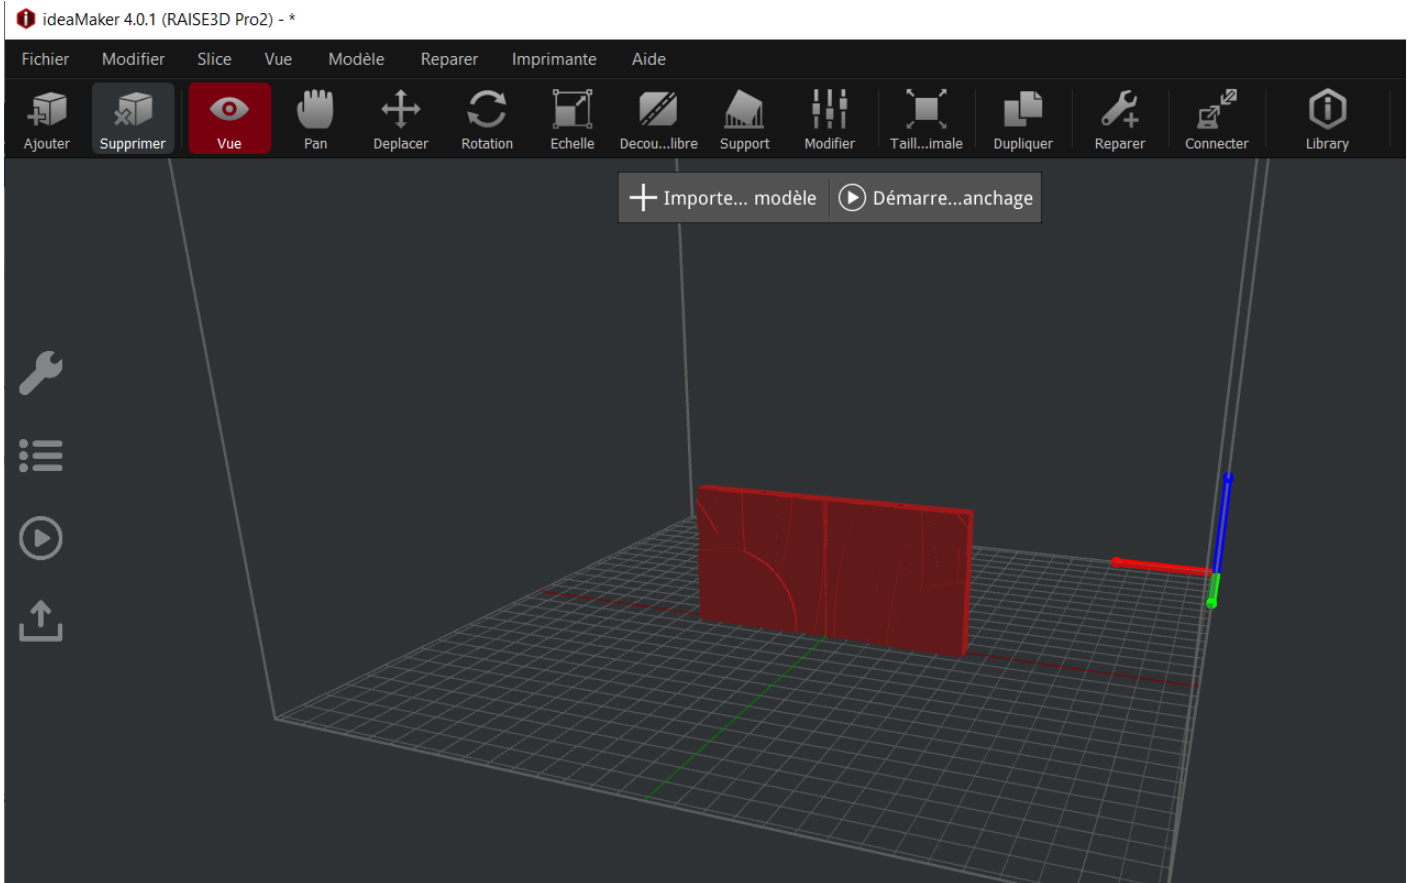 ideaMaker 4.0.1 (RAISE3D Pro2) - *
Fichier Modifier Slice Vue Modèle Reparer Imprimante Aide
Ajouter Supprimer Vue Pan Deplacer Rotation Echelle Decou...libre Support Modifier Taill...imale Dupliquer Reparer Connecter Library
Importe... modèle Démarre...anchage